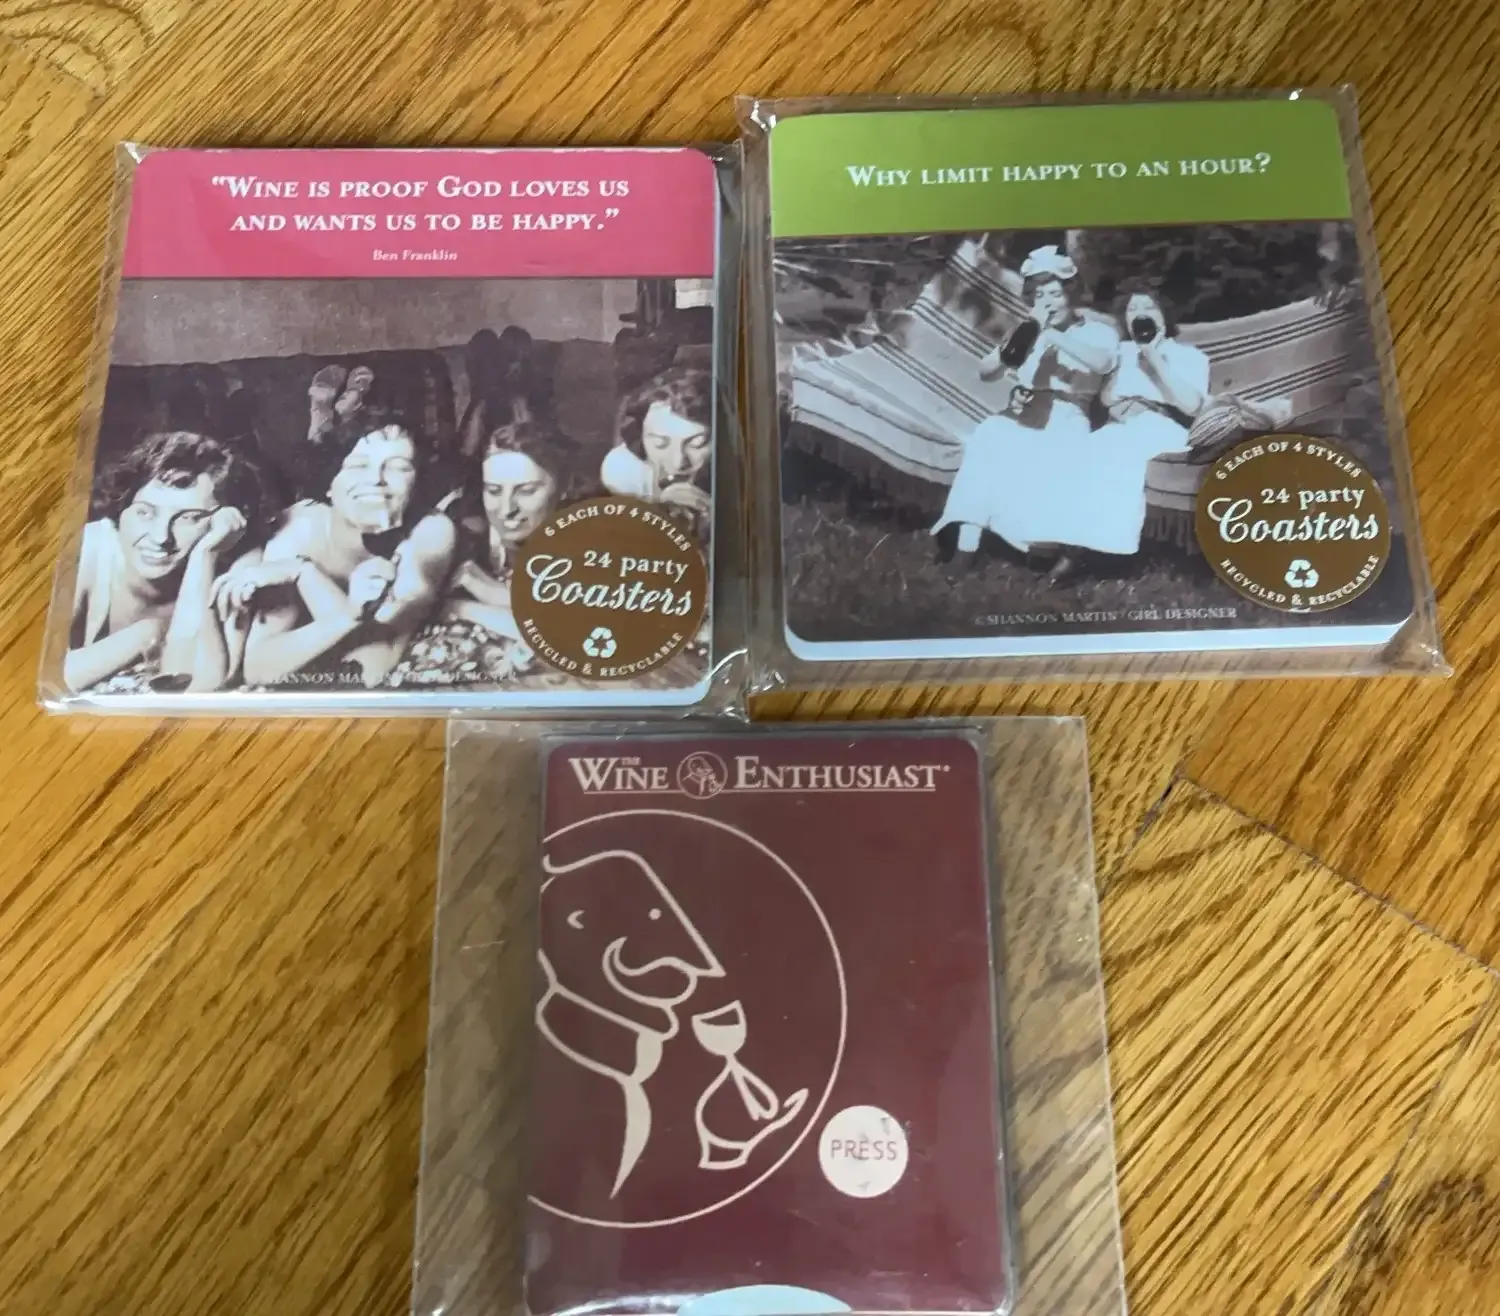 “WINE IS PROOF GOD LOVES US
AND WANTS US TO BE HAPPY.”
Ben Franklin
6 EACH OF 4 STYLES
24 party
Coasters
RECYCLED & RECYCLABLE
WHY LIMIT HAPPY TO AN HOUR?
6 EACH OF 4 STYLES
24 party
Coasters
RECYCLED & RECYCLABLE
© SHANNON MARTIN / GIRL DESIGNER
THE WINE ENTHUSIAST
PRESS